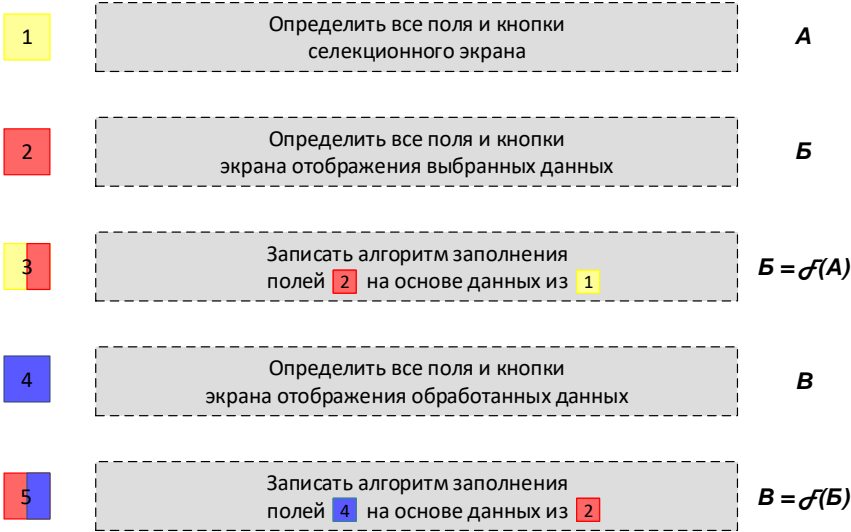 1
Определить все поля и кнопки
селекционного экрана
А
2
Определить все поля и кнопки
экрана отображения выбранных данных
Б
3
Записать алгоритм заполнения
полей 2 на основе данных из 1
Б = ℱ(А)
4
Определить все поля и кнопки
экрана отображения обработанных данных
В
5
Записать алгоритм заполнения
полей 4 на основе данных из 2
В = ℱ(Б)